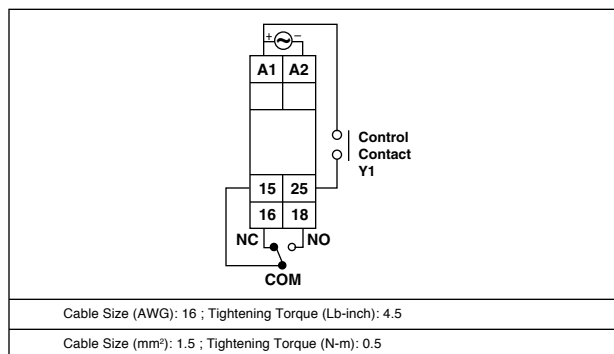 + −
A1 A2
Control
Contact
Y1
15 25
16 18
NC NO
COM
Cable Size (AWG): 16 ; Tightening Torque (Lb-inch): 4.5
Cable Size (mm²): 1.5 ; Tightening Torque (N-m): 0.5